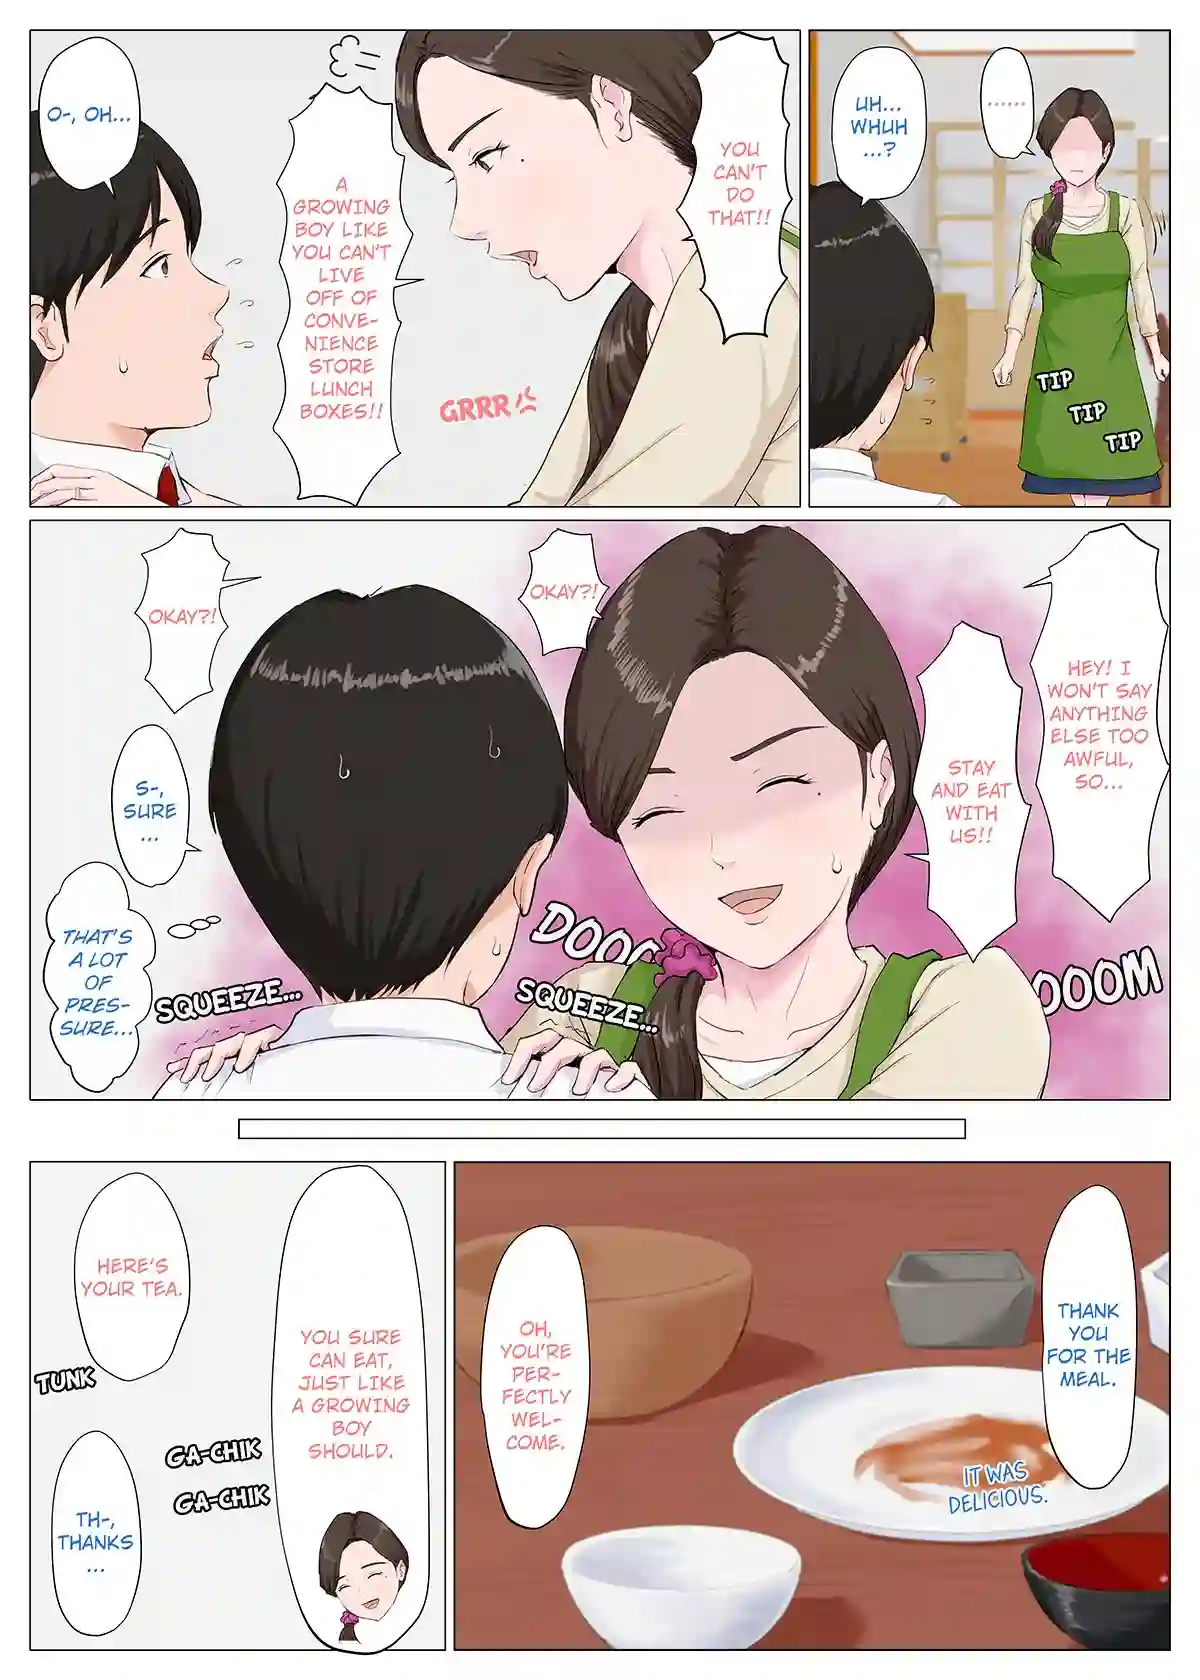 ......
UH...
WHUH
...?
TIP
TIP
TIP
YOU
CAN'T
DO
THAT!!
A
GROWING
BOY LIKE
YOU CAN'T
LIVE
OFF OF
CONVE-
NIENCE
STORE
LUNCH
BOXES!!
GRRR
O-, OH...
HEY! I
WON'T SAY
ANYTHING
ELSE TOO
AWFUL,
SO...
STAY
AND EAT
WITH
US!!
OKAY?!
OKAY?!
S-,
SURE
...
THAT'S
A LOT
OF
PRES-
SURE...
DOOO
OOOM
SQUEEZE...
SQUEEZE...
THANK
YOU
FOR THE
MEAL.
IT WAS
DELICIOUS.
OH,
YOU'RE
PER-
FECTLY
WEL-
COME.
YOU SURE
CAN EAT,
JUST LIKE
A GROWING
BOY
SHOULD.
GA-CHIK
GA-CHIK
HERE'S
YOUR TEA.
TUNK
TH-,
THANKS
...